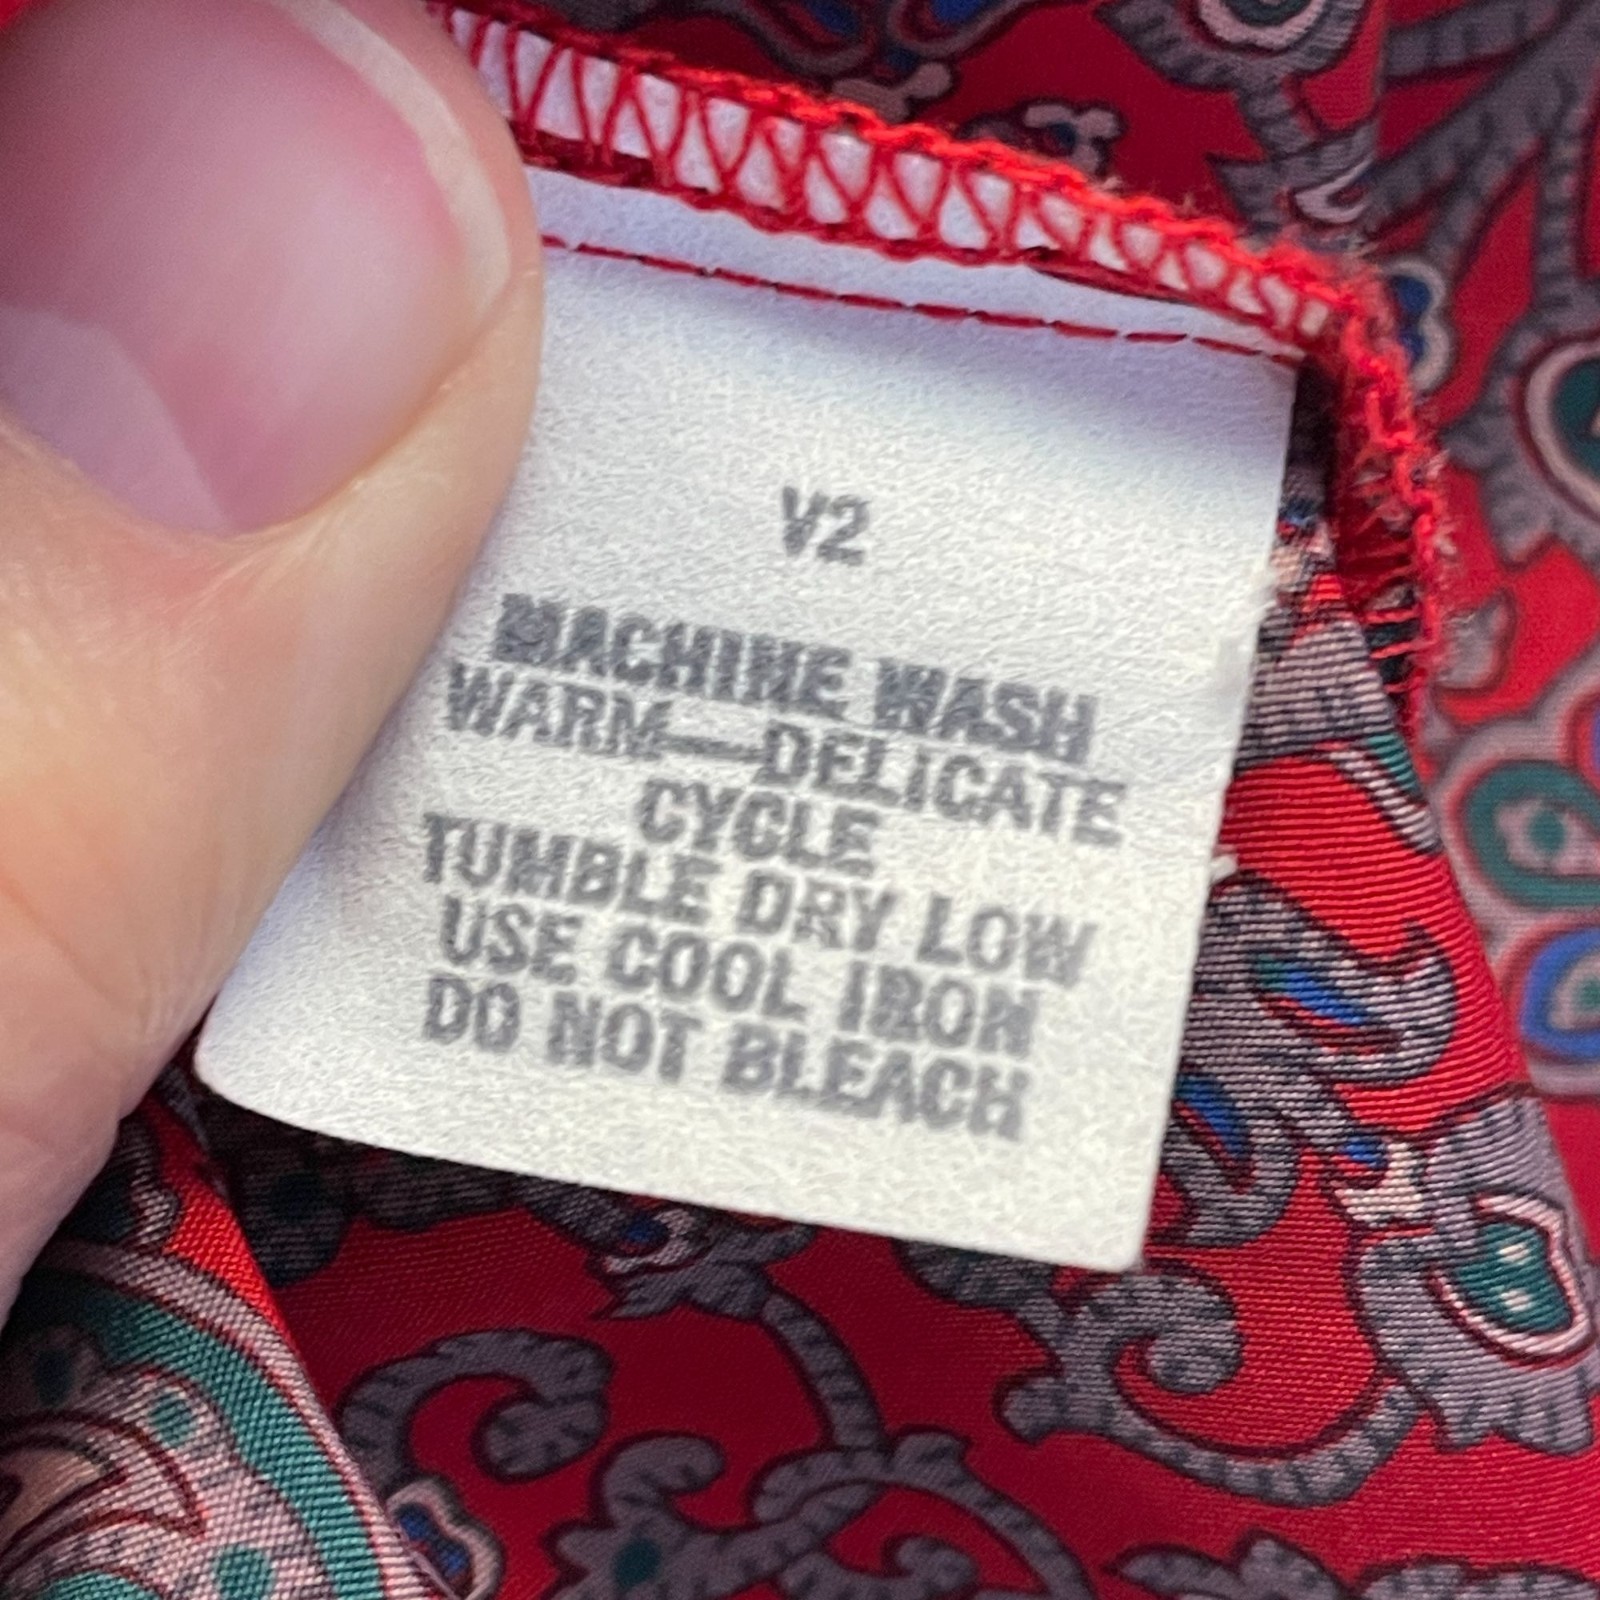 V2
MACHINE WASH
WARM—DELICATE
CYCLE
TUMBLE DRY LOW
USE COOL IRON
DO NOT BLEACH